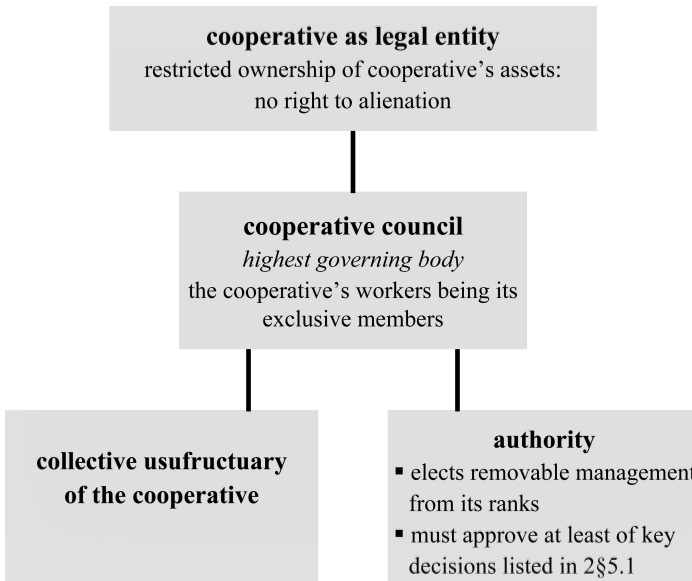 cooperative as legal entity
restricted ownership of cooperative’s assets:
no right to alienation
cooperative council
highest governing body
the cooperative’s workers being its
exclusive members
collective usufructuary
of the cooperative
authority
▪ elects removable management
from its ranks
▪ must approve at least of key
decisions listed in 2§5.1